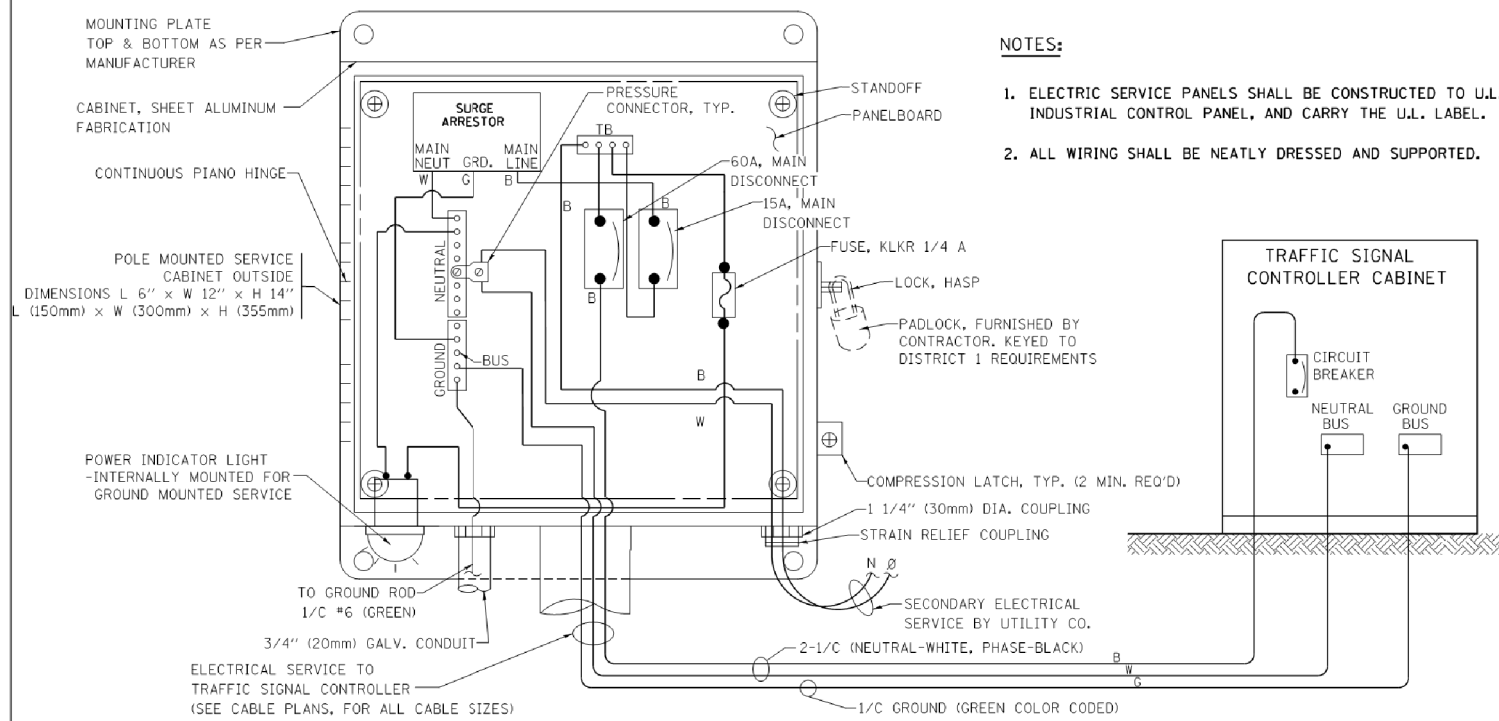 MOUNTING PLATE
TOP & BOTTOM AS PER
MANUFACTURER
CABINET, SHEET ALUMINUM
FABRICATION
CONTINUOUS PIANO HINGE
POLE MOUNTED SERVICE
CABINET OUTSIDE
DIMENSIONS L 6" × W 12" × H 14"
L (150mm) × W (300mm) × H (355mm)
POWER INDICATOR LIGHT
-INTERNALLY MOUNTED FOR
GROUND MOUNTED SERVICE
SURGE
ARRESTOR
MAIN
NEUT
GRD.
MAIN
LINE
W
G
B
PRESSURE
CONNECTOR, TYP.
TB
STANDOFF
PANELBOARD
60A, MAIN
DISCONNECT
15A, MAIN
DISCONNECT
B
B
B
FUSE, KLKR 1/4 A
LOCK, HASP
PADLOCK, FURNISHED BY
CONTRACTOR. KEYED TO
DISTRICT 1 REQUIREMENTS
NEUTRAL
GROUND
BUS
B
W
COMPRESSION LATCH, TYP. (2 MIN. REQ'D)
1 1/4" (30mm) DIA. COUPLING
STRAIN RELIEF COUPLING
N Ø
SECONDARY ELECTRICAL
SERVICE BY UTILITY CO.
TO GROUND ROD
1/C #6 (GREEN)
3/4" (20mm) GALV. CONDUIT
ELECTRICAL SERVICE TO
TRAFFIC SIGNAL CONTROLLER
(SEE CABLE PLANS, FOR ALL CABLE SIZES)
2-1/C (NEUTRAL-WHITE, PHASE-BLACK)
B
W
G
1/C GROUND (GREEN COLOR CODED)
NOTES:
1. ELECTRIC SERVICE PANELS SHALL BE CONSTRUCTED TO U.L
INDUSTRIAL CONTROL PANEL, AND CARRY THE U.L. LABEL.
2. ALL WIRING SHALL BE NEATLY DRESSED AND SUPPORTED.
TRAFFIC SIGNAL
CONTROLLER CABINET
CIRCUIT
BREAKER
NEUTRAL
BUS
GROUND
BUS